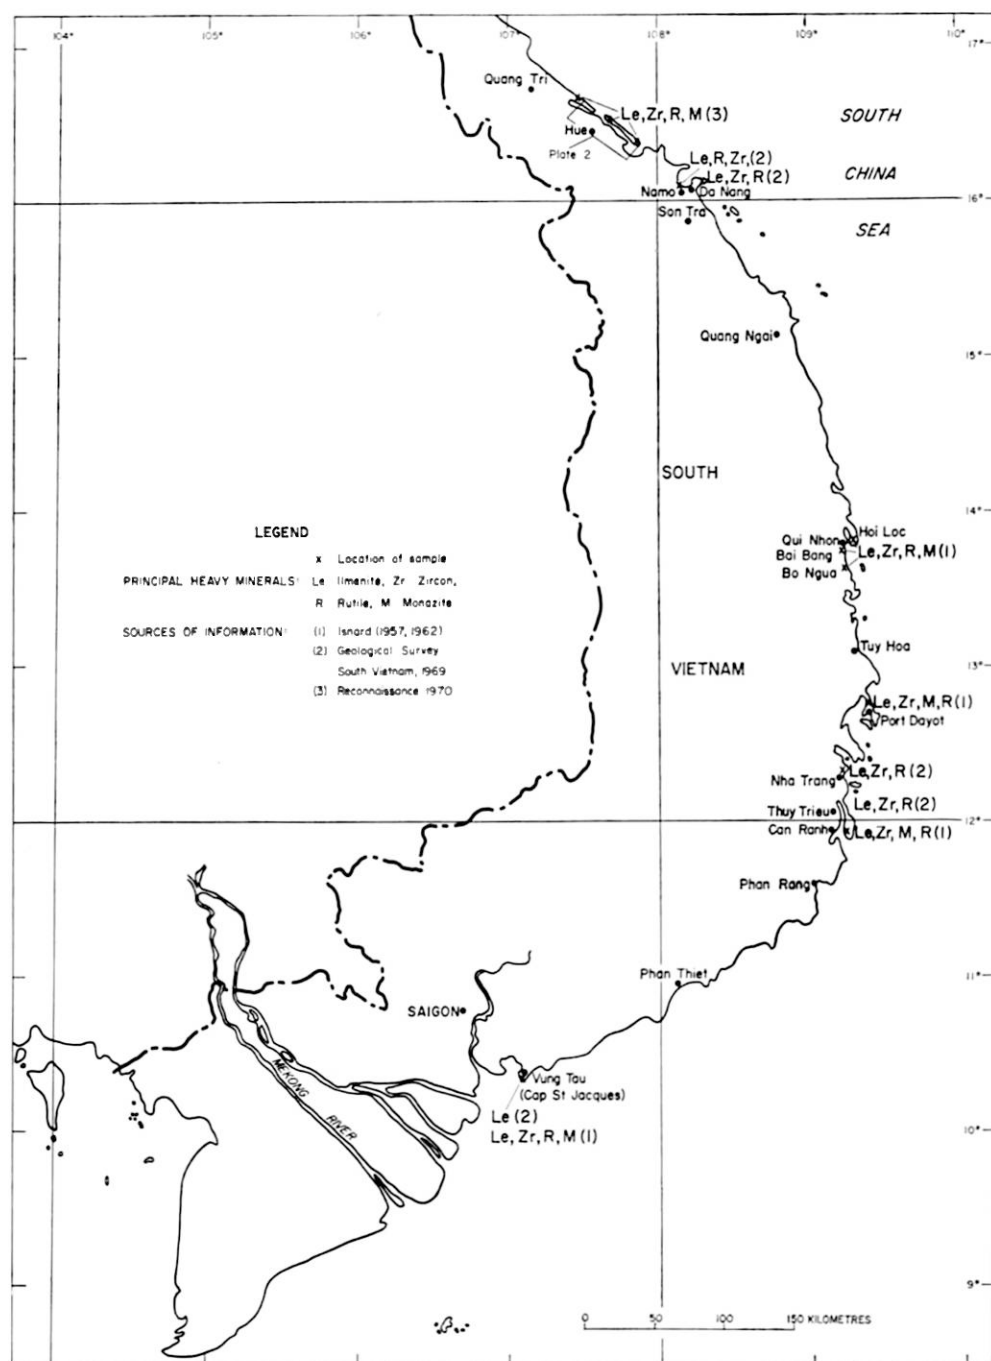 104° 105° 106° 107° 108° 109° 110°
17°
Quang Tri
Le,Zr,R,M(3)
SOUTH
Hue
Plate 2
Le,R,Zr,(2)
CHINA
Le,Zr,R(2)
Namo Da Nang
16°
Son Tra
SEA
Quang Ngai
15°
SOUTH
14°
LEGEND
Hoi Loc
Qui Nhon
x Location of sample
Bai Bang Le,Zr,R,M(1)
PRINCIPAL HEAVY MINERALS: Le Ilmenite, Zr Zircon,
Bo Ngua
R Rutile, M Monazite
SOURCES OF INFORMATION: (1) Isnard (1957, 1962)
(2) Geological Survey
South Vietnam, 1969
(3) Reconnaissance 1970
Tuy Hoa
VIETNAM
13°
Le,Zr,M,R(1)
Port Dayot
Le,Zr,R(2)
Nha Trang
Le,Zr,R(2)
Thuy Trieu
12°
Can Ranh Le,Zr,M,R(1)
Phan Rang
Phan Thiet
11°
SAIGON
MEKONG RIVER
Vung Tau
(Cap St Jacques)
Le(2)
Le,Zr,R,M(1)
10°
9°
0 50 100 150 KILOMETRES